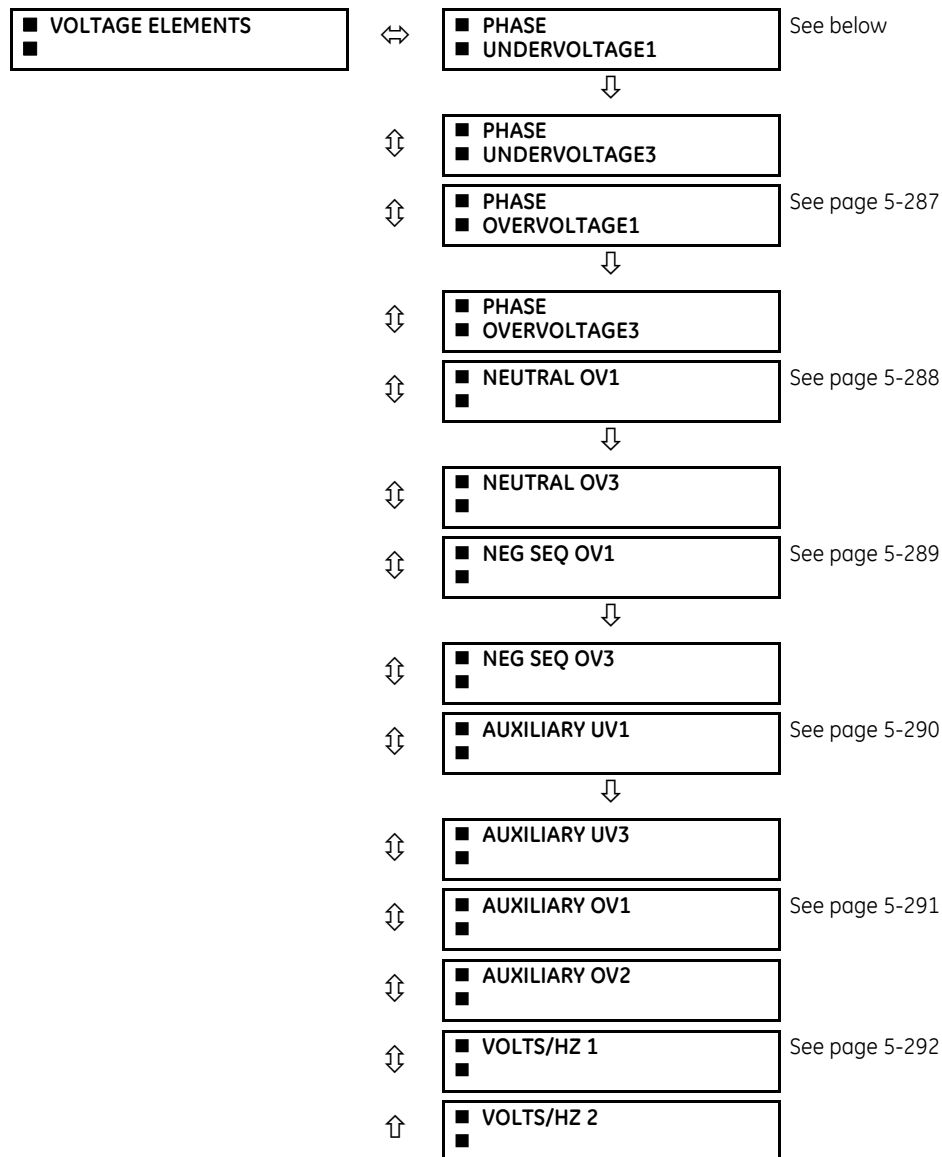 ■ VOLTAGE ELEMENTS
■
■ PHASE
■ UNDERVOLTAGE1
See below
■ PHASE
■ UNDERVOLTAGE3
■ PHASE
■ OVERVOLTAGE1
See page 5-287
■ PHASE
■ OVERVOLTAGE3
■ NEUTRAL OV1
■
See page 5-288
■ NEUTRAL OV3
■
■ NEG SEQ OV1
■
See page 5-289
■ NEG SEQ OV3
■
■ AUXILIARY UV1
■
See page 5-290
■ AUXILIARY UV3
■
■ AUXILIARY OV1
■
See page 5-291
■ AUXILIARY OV2
■
■ VOLTS/HZ 1
■
See page 5-292
■ VOLTS/HZ 2
■